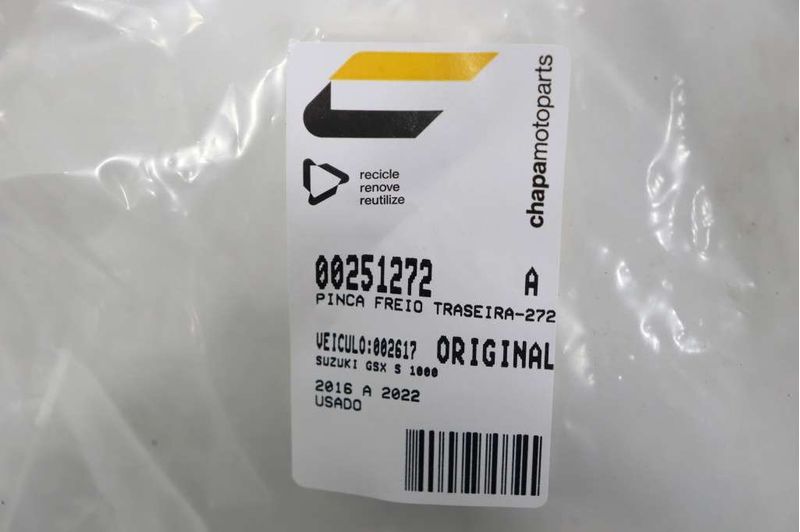 chapamotoparts
recicle
renove
reutilize
00251272 A
PINCA FREIO TRASEIRA-272
VEICULO:002617 ORIGINAL
SUZUKI GSX S 1000
2016 A 2022
USADO